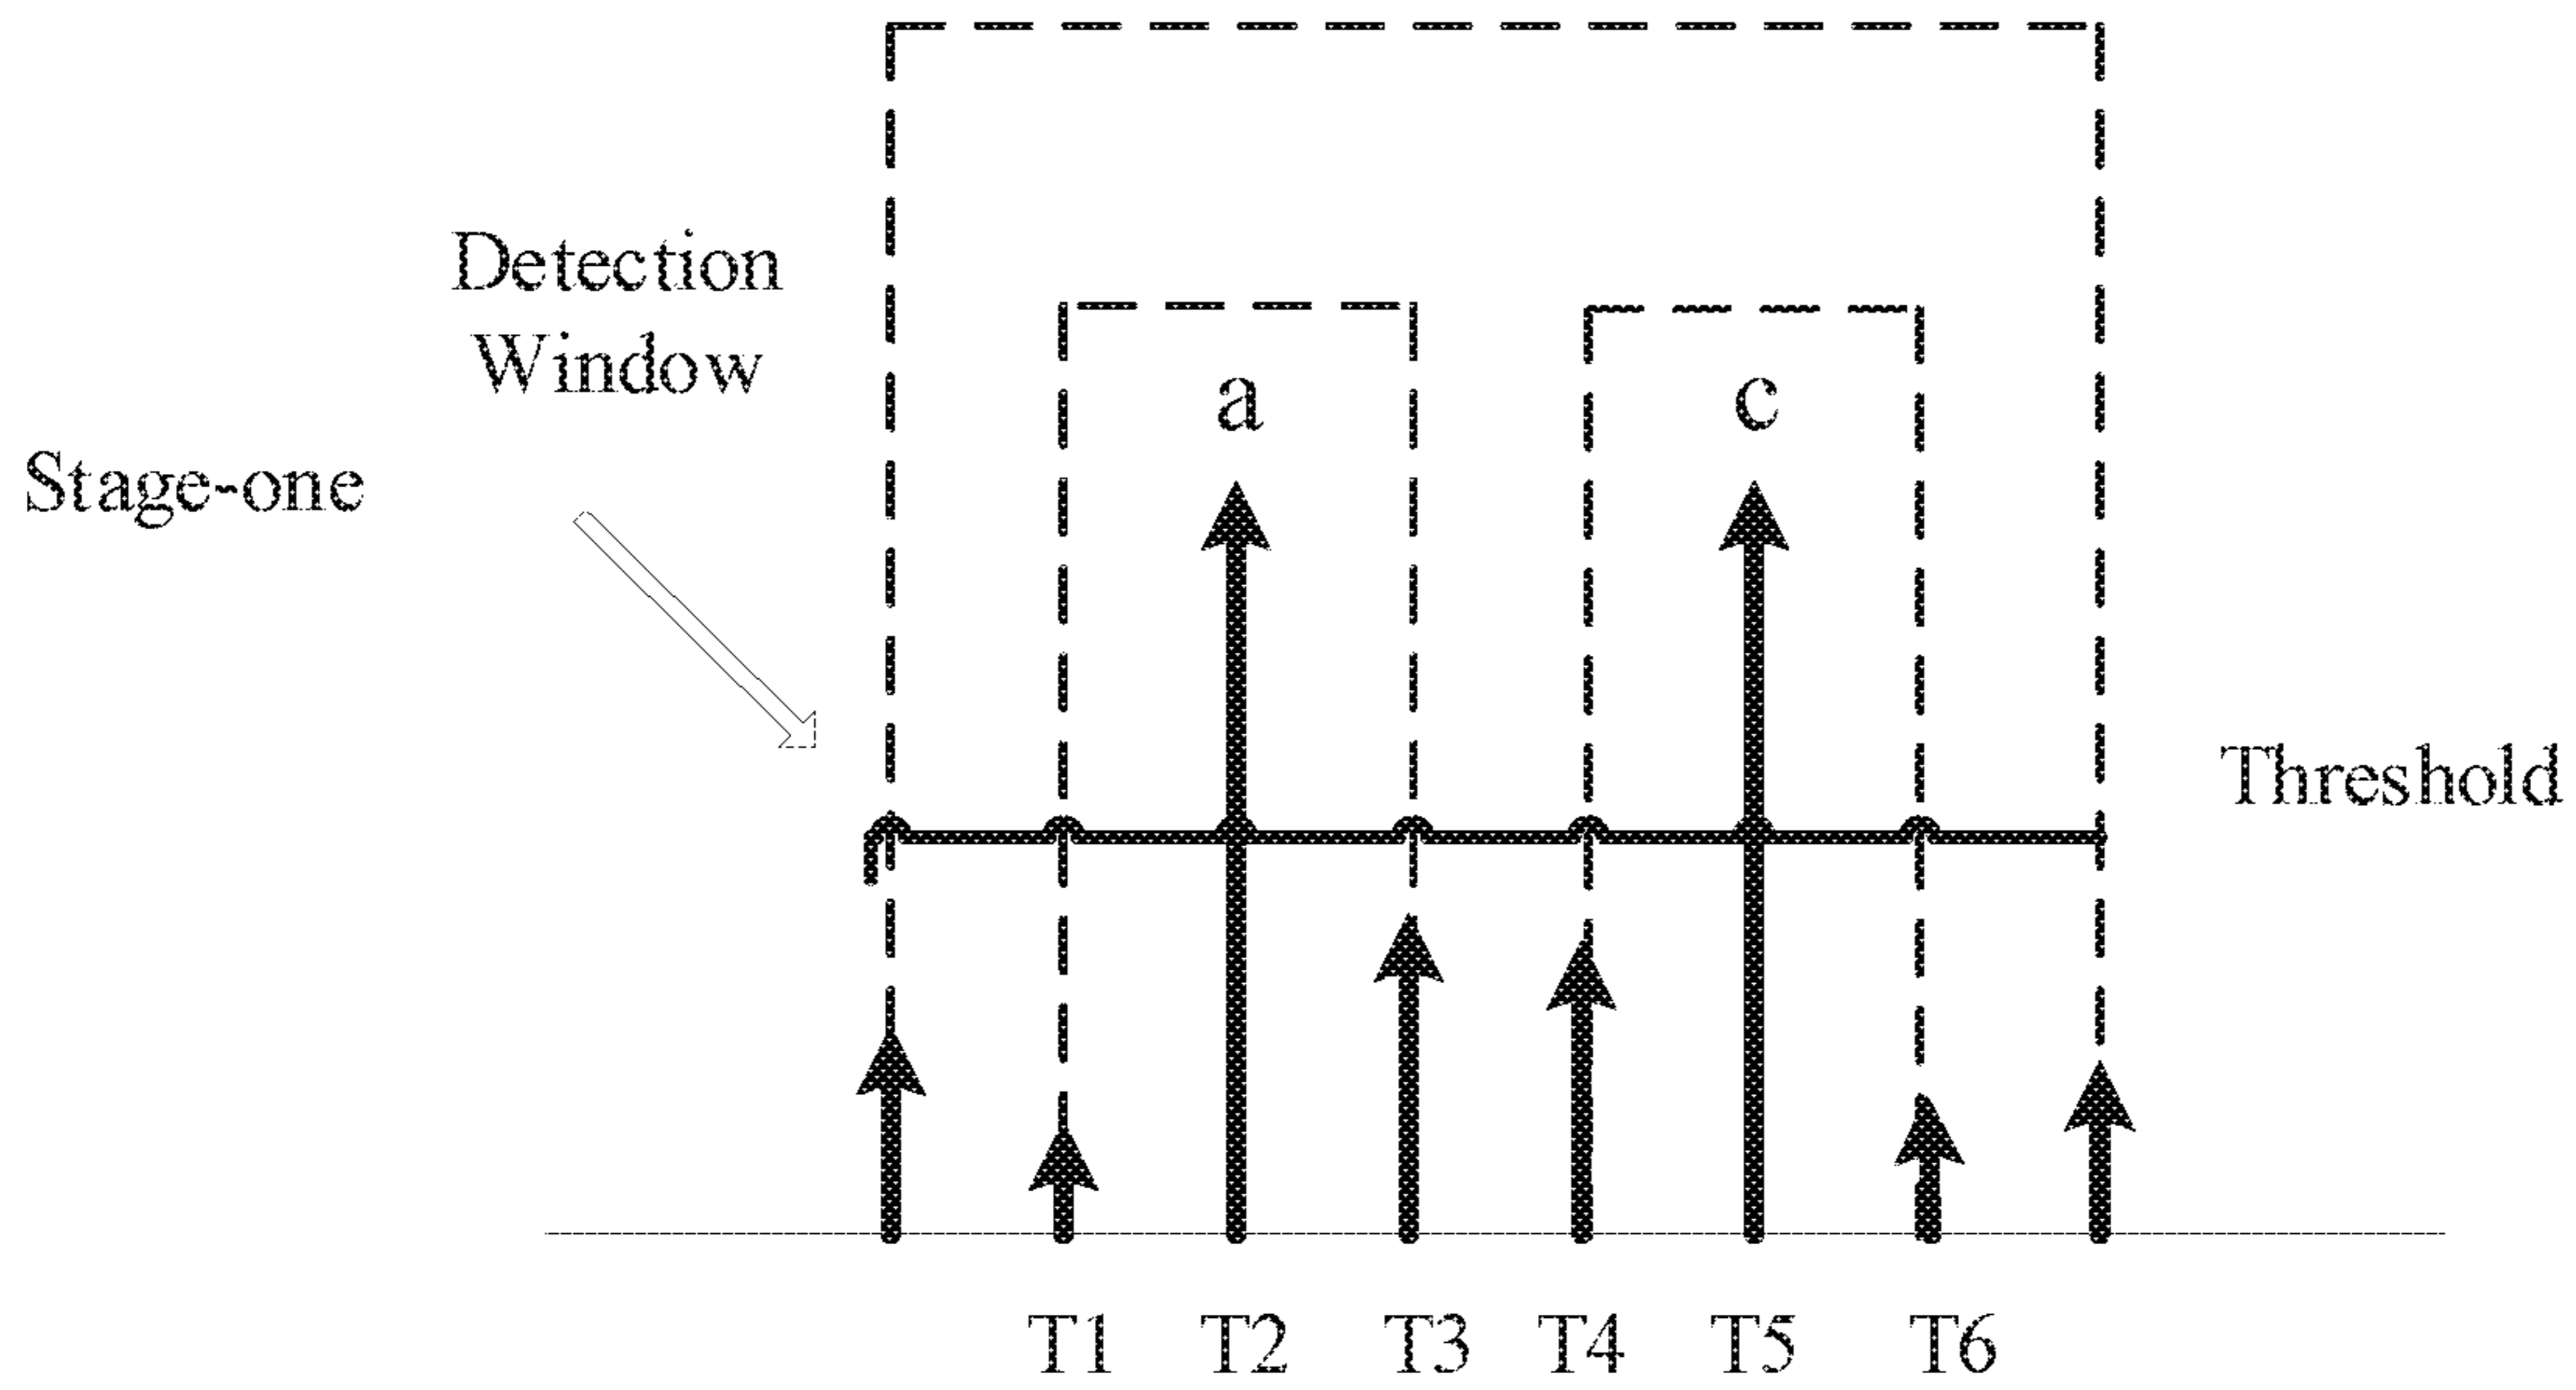 Detection
Window
Stage-one
a
c
Threshold
T1 T2 T3 T4 T5 T6